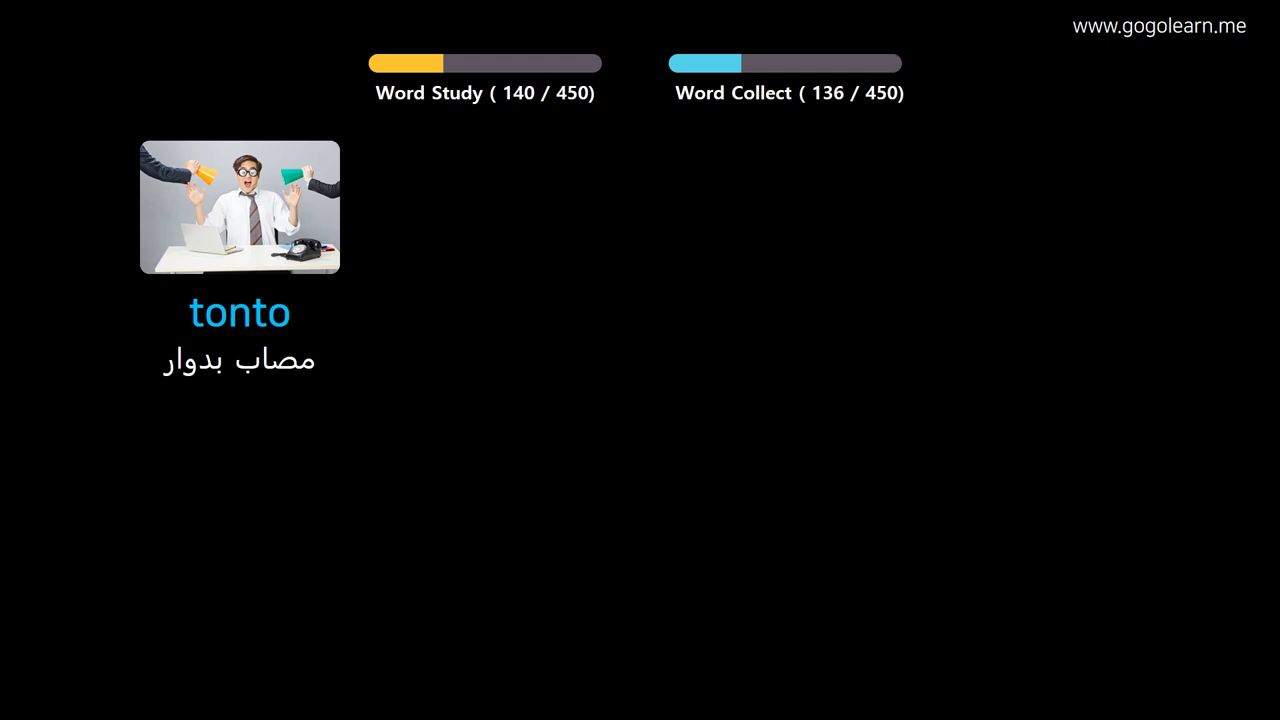 www.gogolearn.me
Word Study ( 140 / 450)
Word Collect ( 136 / 450)
tonto
مصاب بدوار